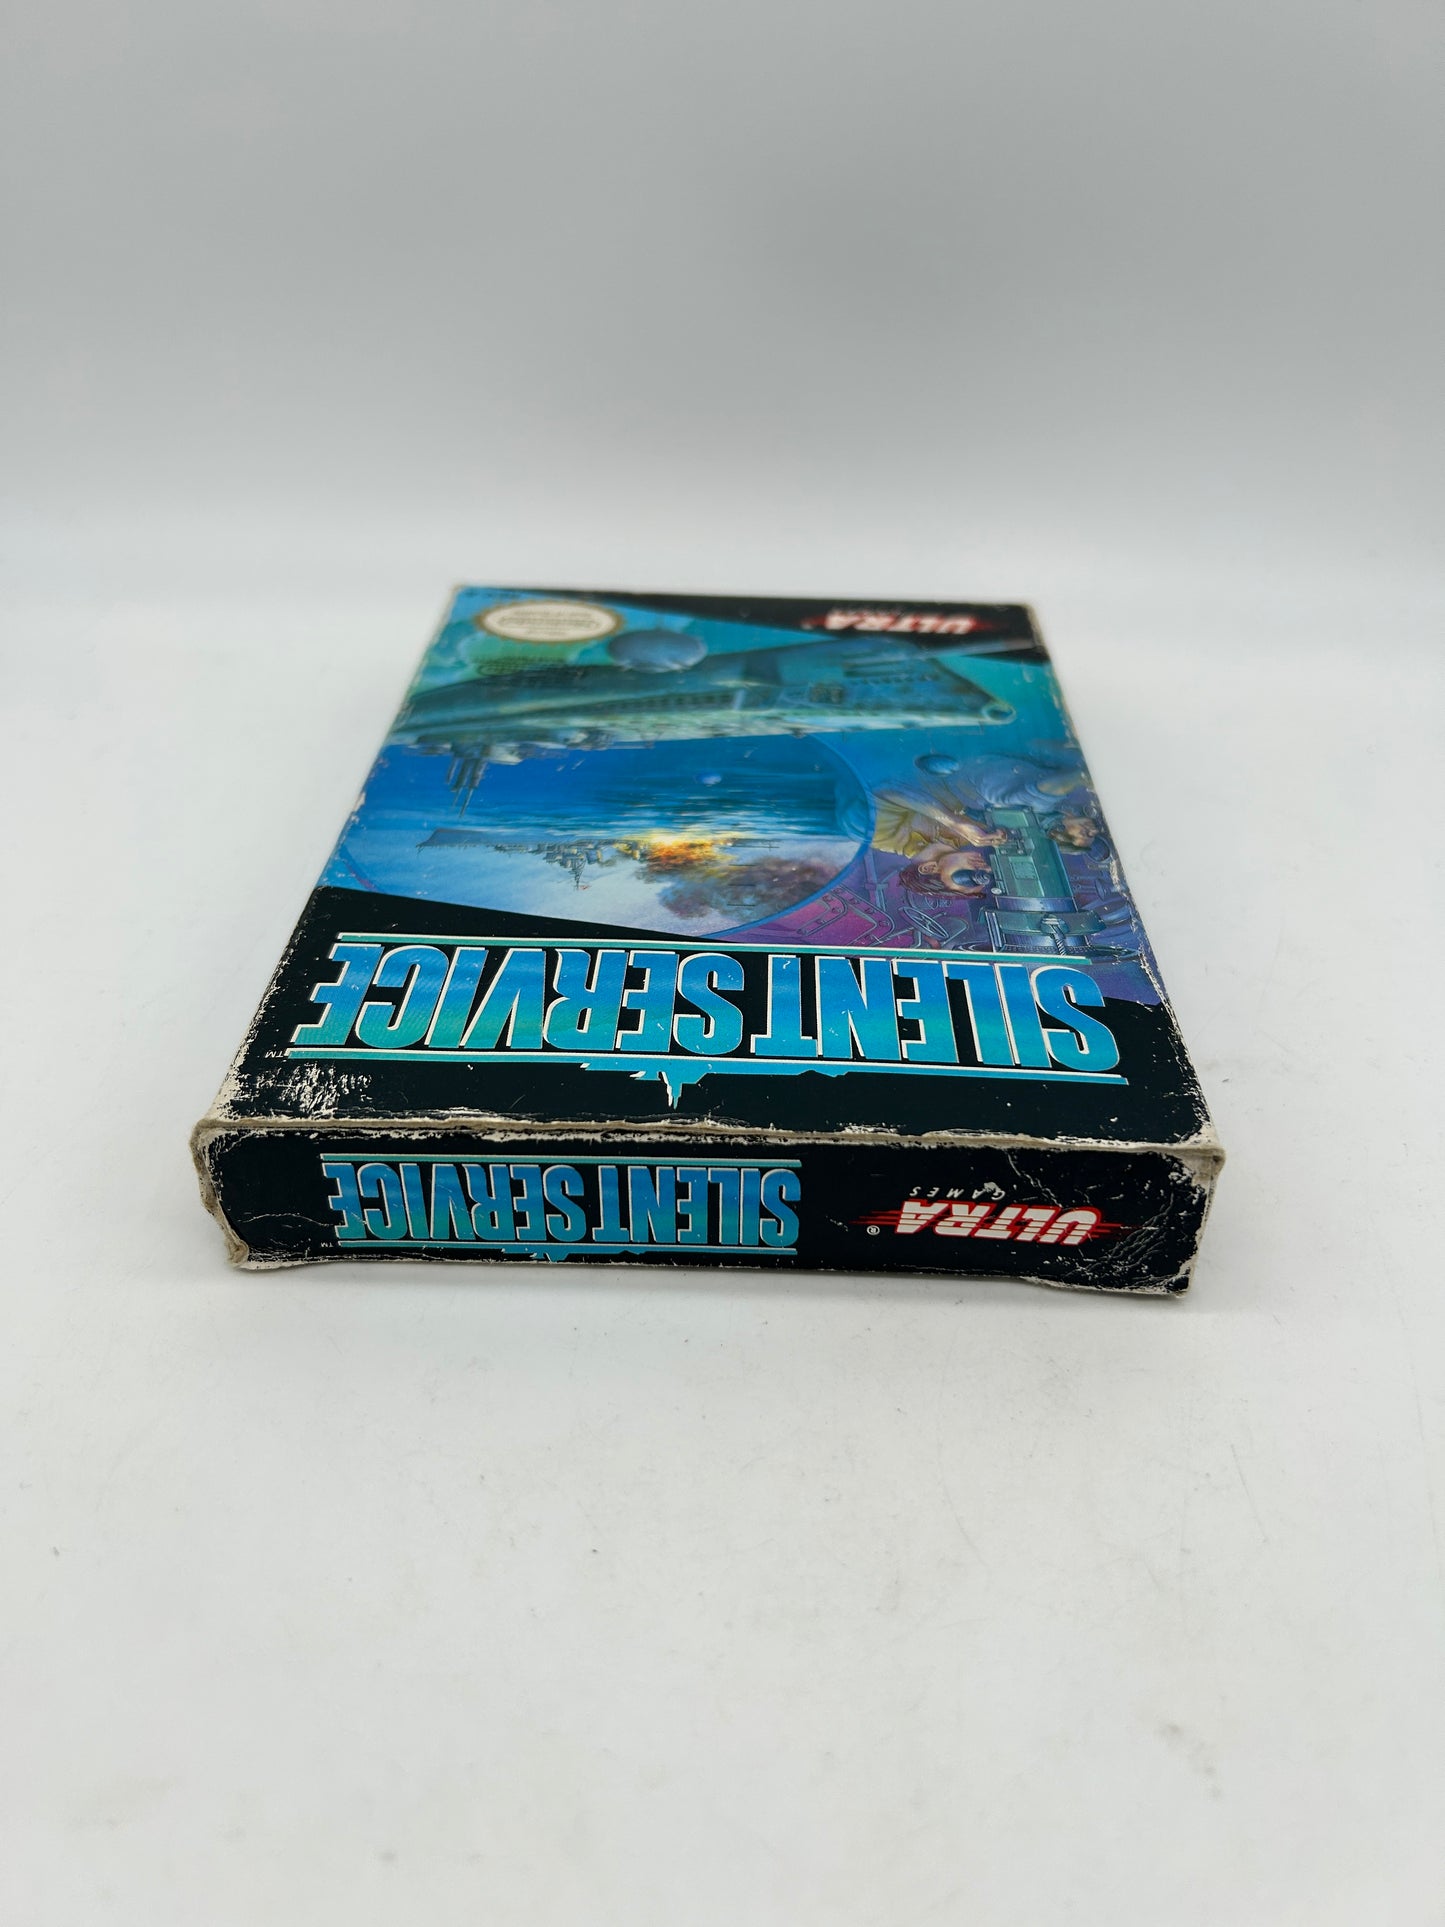 SILENT SERVICE
™
ULTRA®
ULTRA®
GAMES
SILENT SERVICE
™